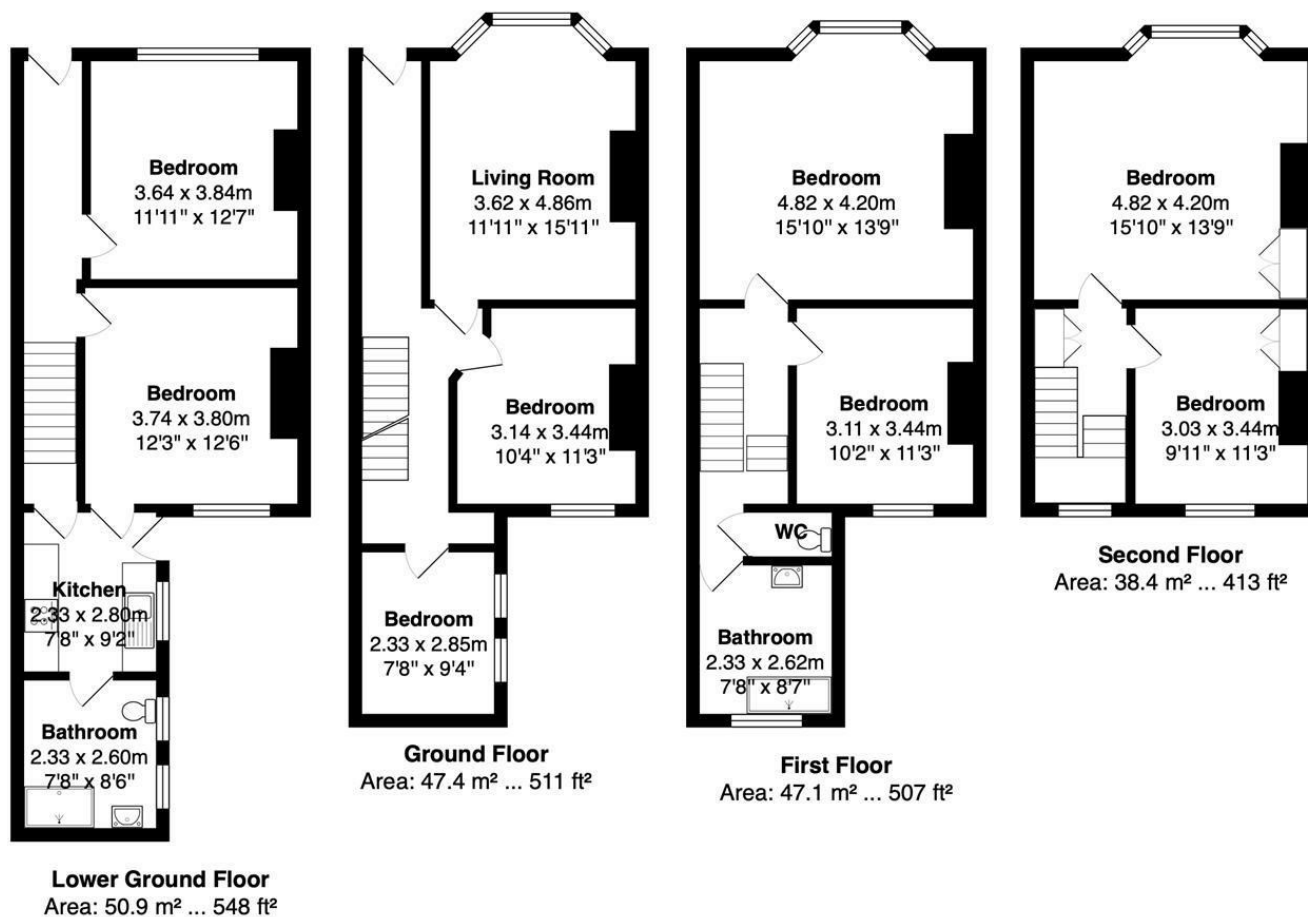 Bedroom
3.64 x 3.84m
11'11" x 12'7"
Bedroom
3.74 x 3.80m
12'3" x 12'6"
Kitchen
2.33 x 2.80m
7'8" x 9'2"
Bathroom
2.33 x 2.60m
7'8" x 8'6"
Lower Ground Floor
Area: 50.9 m² ... 548 ft²
Living Room
3.62 x 4.86m
11'11" x 15'11"
Bedroom
3.14 x 3.44m
10'4" x 11'3"
Bedroom
2.33 x 2.85m
7'8" x 9'4"
Ground Floor
Area: 47.4 m² ... 511 ft²
Bedroom
4.82 x 4.20m
15'10" x 13'9"
Bedroom
3.11 x 3.44m
10'2" x 11'3"
WC
Bathroom
2.33 x 2.62m
7'8" x 8'7"
First Floor
Area: 47.1 m² ... 507 ft²
Bedroom
4.82 x 4.20m
15'10" x 13'9"
Bedroom
3.03 x 3.44m
9'11" x 11'3"
Second Floor
Area: 38.4 m² ... 413 ft²